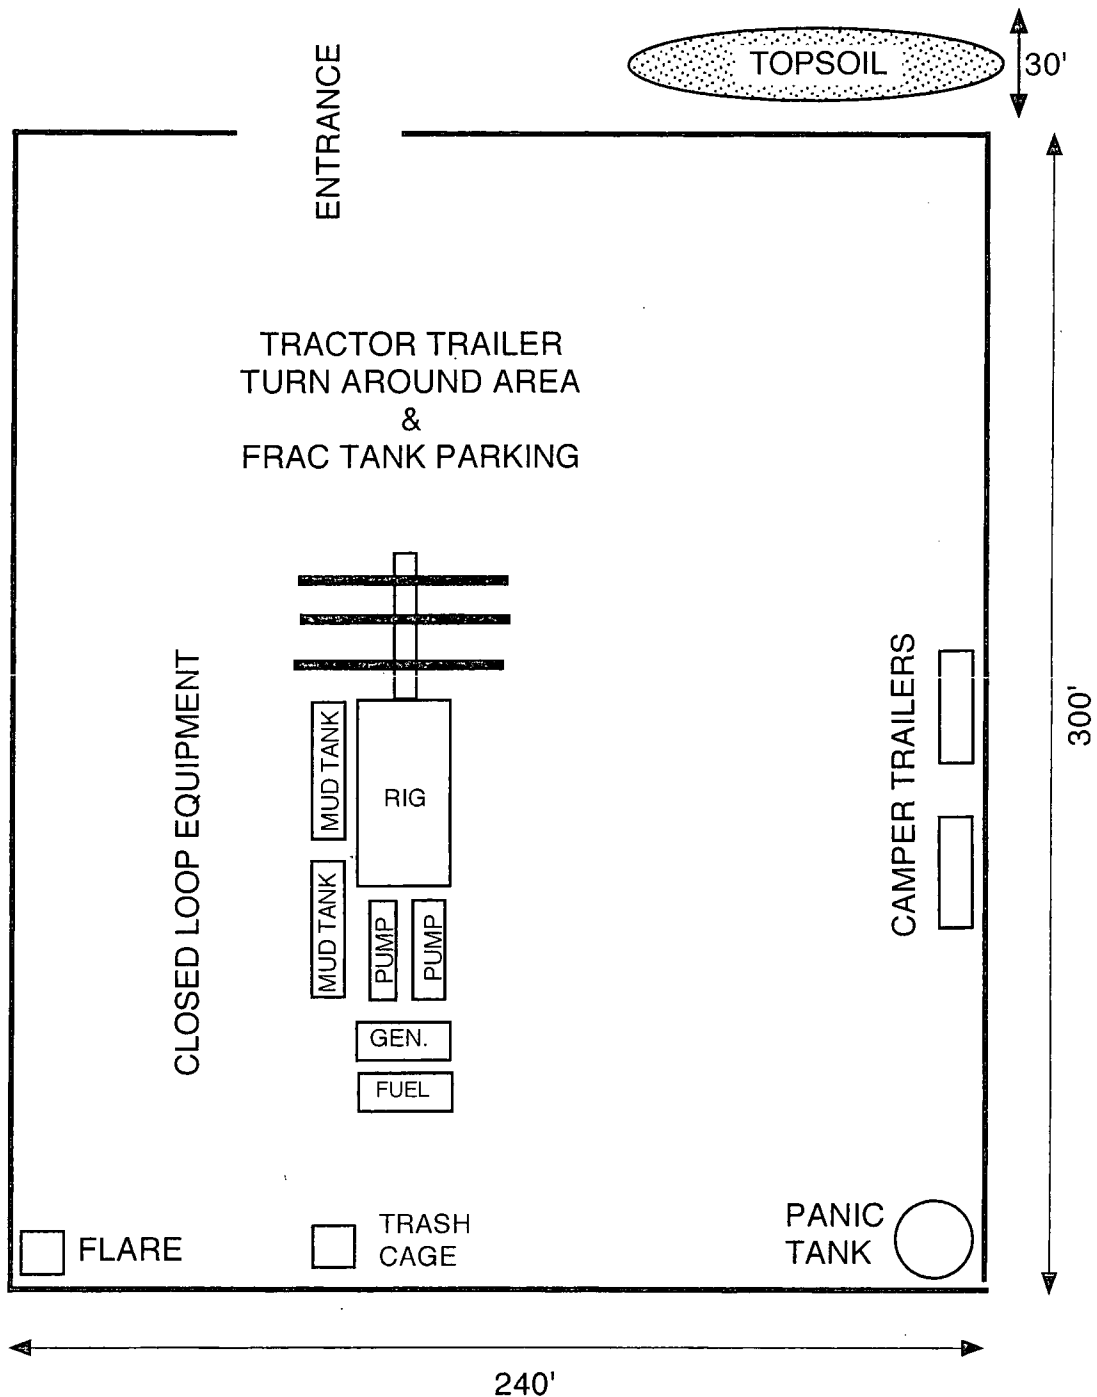 TOPSOIL
30'
ENTRANCE
TRACTOR TRAILER
TURN AROUND AREA
&
FRAC TANK PARKING
CLOSED LOOP EQUIPMENT
MUD TANK
RIG
MUD TANK
PUMP
PUMP
GEN.
FUEL
CAMPER TRAILERS
300'
FLARE
TRASH
CAGE
PANIC
TANK
240'